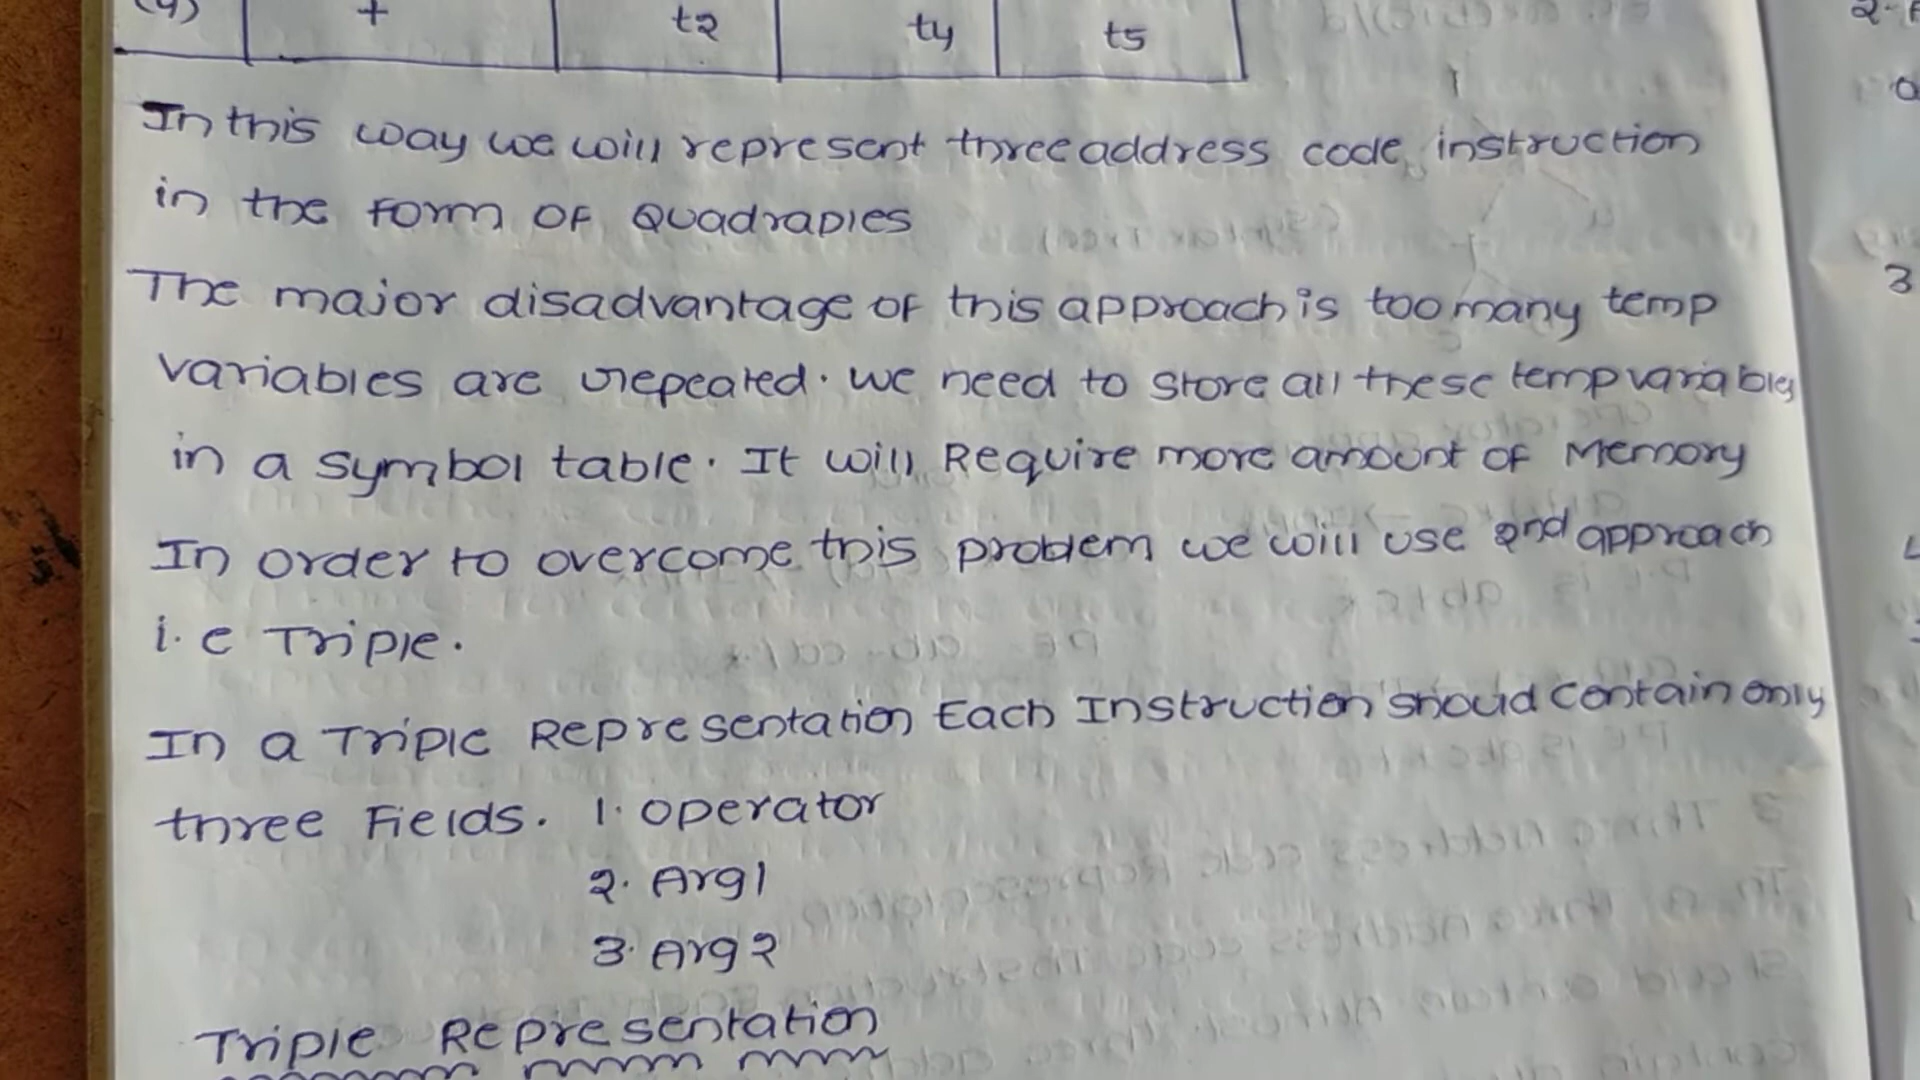 (4) + t2 t4 t5
In this way we will represent three address code instruction
in the form of Quadraples
The major disadvantage of this approach is too many temp
variables are repeated. we need to store all these temp variables
in a symbol table. It will Require more amount of Memory
In order to overcome this problem we will use 2nd approach
i.e Triple.
In a Triple Representation Each Instruction should contain only
three Fields. 1. operator
2. Arg1
3. Arg2
Triple Representation
3